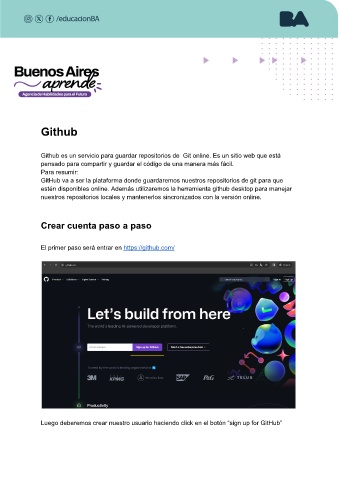 /educacionBA
BA
Buenos Aires
aprende
Agencia de Habilidades para el Futuro
Github
Github es un servicio para guardar repositorios de Git online. Es un sitio web que está
pensado para compartir y guardar el código de una manera más fácil.
Para resumir:
GitHub va a ser la plataforma donde guardaremos nuestros repositorios de git para que
estén disponibles online. Además utilizaremos la herramienta github desktop para manejar
nuestros repositorios locales y mantenerlos sincronizados con la versión online.
Crear cuenta paso a paso
El primer paso será entrar en https://github.com/
Let's build from here
The world's leading AI-powered developer platform.
Sign up for GitHub
3M KPMG SAP P&G TELUS
Productivity
Luego deberemos crear nuestro usuario haciendo click en el botón "sign up for GitHub"